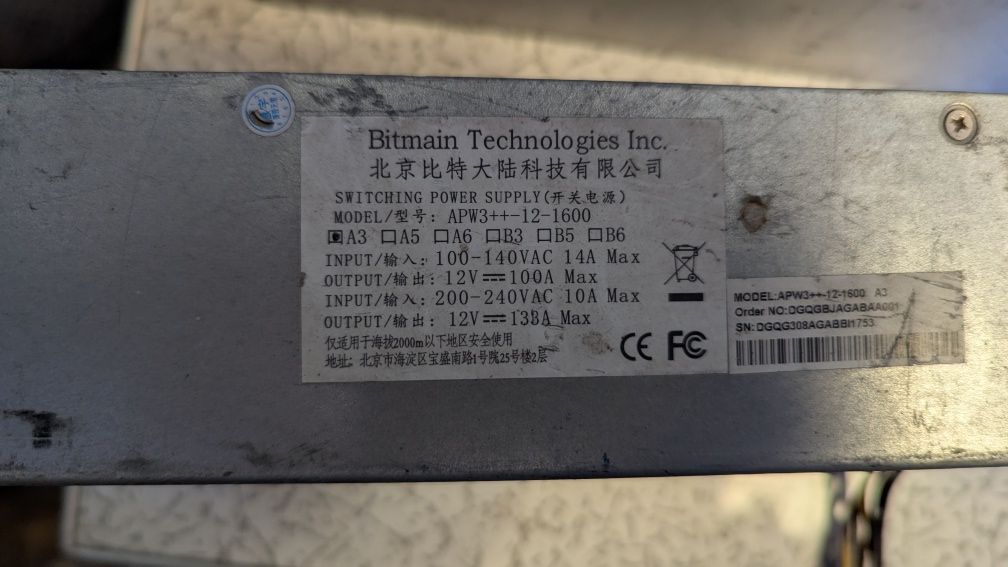 Bitmain Technologies Inc.
北京比特大陆科技有限公司
SWITCHING POWER SUPPLY(开关电源)
MODEL/型号: APW3++-12-1600
A3 □A5 □A6 □B3 □B5 □B6
INPUT/输入: 100-140VAC 14A Max
OUTPUT/输出: 12V⎓100A Max
INPUT/输入: 200-240VAC 10A Max
OUTPUT/输出: 12V⎓133A Max
仅适用于海拔2000m以下地区安全使用
地址: 北京市海淀区宝盛南路1号院25号楼2层
CE FC
MODEL:APW3++-12-1600 A3
Order NO:DGQGBJAGABAA001
SN:DGQG308AGABBI1753